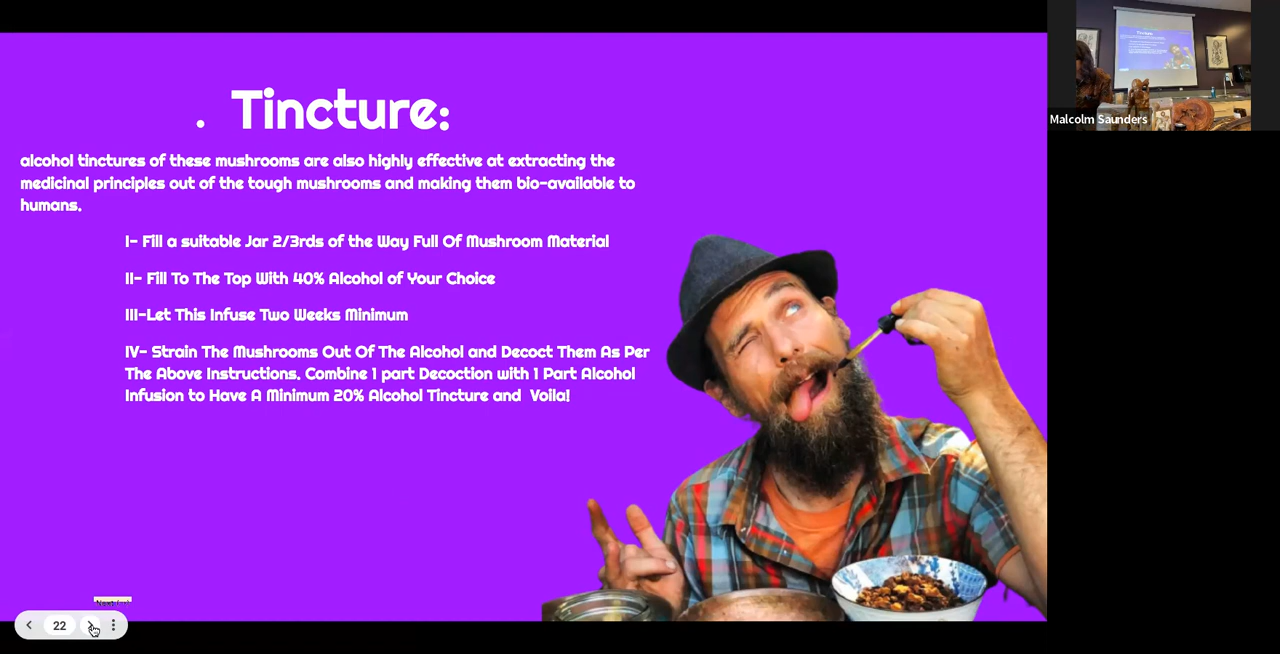 . Tincture:
alcohol tinctures of these mushrooms are also highly effective at extracting the
medicinal principles out of the tough mushrooms and making them bio-available to
humans.
I- Fill a suitable Jar 2/3rds of the Way Full Of Mushroom Material
II- Fill To The Top With 40% Alcohol of Your Choice
III-Let This Infuse Two Weeks Minimum
IV- Strain The Mushrooms Out Of The Alcohol and Decoct Them As Per
The Above Instructions. Combine 1 part Decoction with 1 Part Alcohol
Infusion to Have A Minimum 20% Alcohol Tincture and Voila!
22
Malcolm Saunders